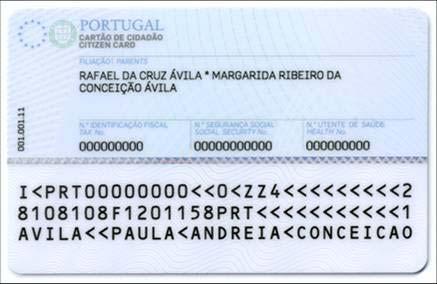 PORTUGAL
CARTÃO DE CIDADÃO
CITIZEN CARD
FILIAÇÃO PARENTS
RAFAEL DA CRUZ ÁVILA * MARGARIDA RIBEIRO DA
CONCEIÇÃO ÁVILA
N.º IDENTIFICAÇÃO FISCAL
TAX No.
000000000
N.º SEGURANÇA SOCIAL
SOCIAL SECURITY No.
00000000000
N.º UTENTE DE SAÚDE
HEALTH No.
000000000
001.001.11
I<PRT00000000<<0<ZZ4<<<<<<<<<2
8108108F1201158PRT<<<<<<<<<<<1
AVILA<<PAULA<ANDREIA<CONCEICAO